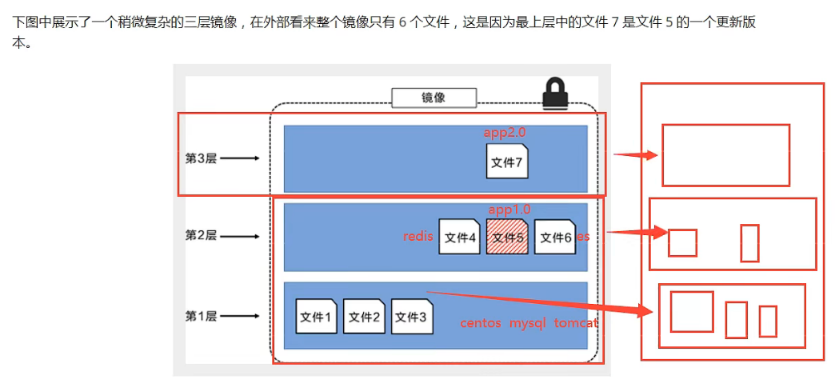 下图中展示了一个稍微复杂的三层镜像，在外部看来整个镜像只有 6 个文件，这是因为最上层中的文件 7 是文件 5 的一个更新版
本。
镜像
app2.0
第3层
文件7
app1.0
第2层
redis 文件4 文件5 文件6 es
第1层
文件1 文件2 文件3
centos mysql tomcat